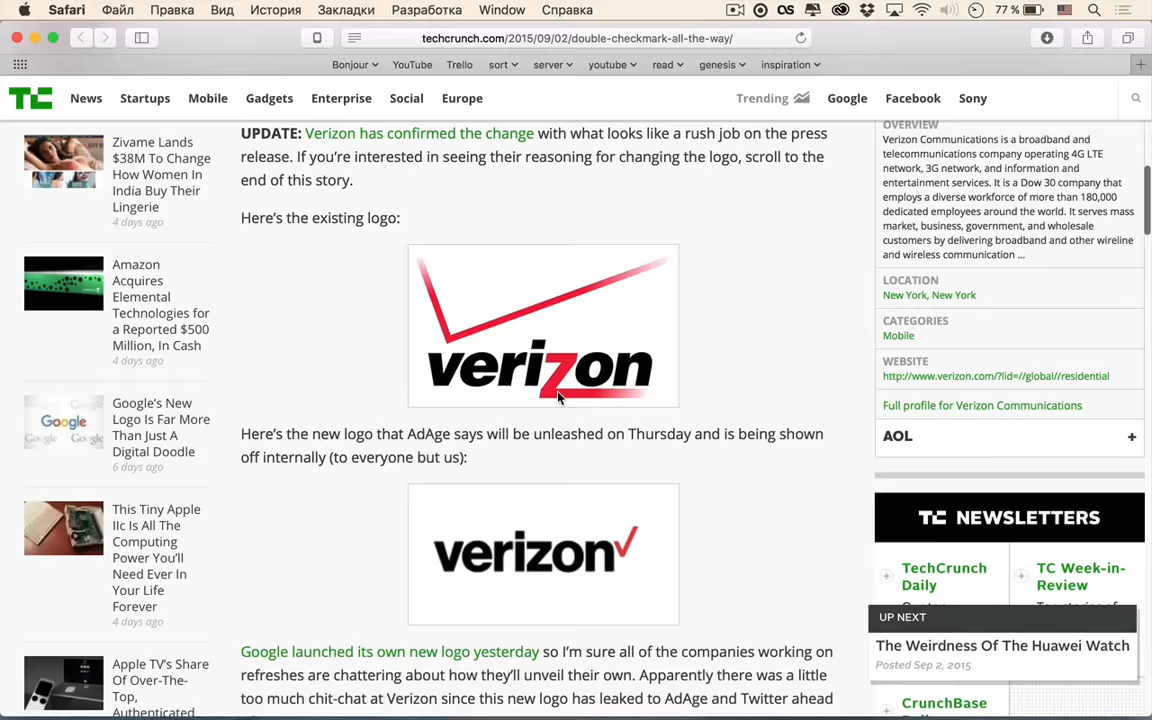 Safari Файл Правка Вид История Закладки Разработка Window Справка 77 %
techcrunch.com/2015/09/02/double-checkmark-all-the-way/
Bonjour YouTube Trello sort server youtube read genesis inspiration
TC News Startups Mobile Gadgets Enterprise Social Europe Trending Google Facebook Sony
Zivame Lands
$38M To Change
How Women In
India Buy Their
Lingerie
4 days ago
Amazon
Acquires
Elemental
Technologies for
a Reported $500
Million, In Cash
4 days ago
Google
Google's New
Logo Is Far More
Than Just A
Digital Doodle
6 days ago
This Tiny Apple
IIc Is All The
Computing
Power You'll
Need Ever In
Your Life
Forever
4 days ago
Apple TV's Share
Of Over-The-
Top,
Authenticated
UPDATE: Verizon has confirmed the change with what looks like a rush job on the press
release. If you're interested in seeing their reasoning for changing the logo, scroll to the
end of this story.
Here's the existing logo:
verizon
Here's the new logo that AdAge says will be unleashed on Thursday and is being shown
off internally (to everyone but us):
verizon
Google launched its own new logo yesterday so I'm sure all of the companies working on
refreshes are chattering about how they'll unveil their own. Apparently there was a little
too much chit-chat at Verizon since this new logo has leaked to AdAge and Twitter ahead
OVERVIEW
Verizon Communications is a broadband and
telecommunications company operating 4G LTE
network, 3G network, and information and
entertainment services. It is a Dow 30 company that
employs a diverse workforce of more than 180,000
dedicated employees around the world. It serves mass
market, business, government, and wholesale
customers by delivering broadband and other wireline
and wireless communication ...
LOCATION
New York, New York
CATEGORIES
Mobile
WEBSITE
http://www.verizon.com/?lid=//global//residential
Full profile for Verizon Communications
AOL +
TC NEWSLETTERS
TechCrunch
Daily
TC Week-in-
Review
UP NEXT
The Weirdness Of The Huawei Watch
Posted Sep 2, 2015
CrunchBase